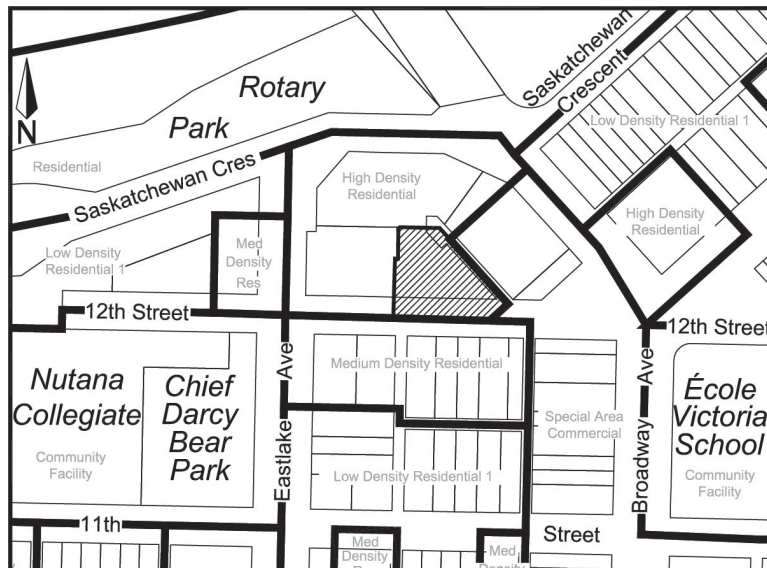 Rotary
Park
N
Residential
Saskatchewan Cres
Saskatchewan
Crescent
Low Density Residential 1
High Density
Residential
High Density
Residential
Low Density
Residential 1
Med
Density
Res
12th Street
12th Street
Nutana
Collegiate
Community
Facility
Chief
Darcy
Bear
Park
Eastlake Ave
Medium Density Residential
Low Density Residential 1
Special Area
Commercial
Broadway Ave
École
Victoria
School
Community
Facility
11th Street
Med
Density
Med